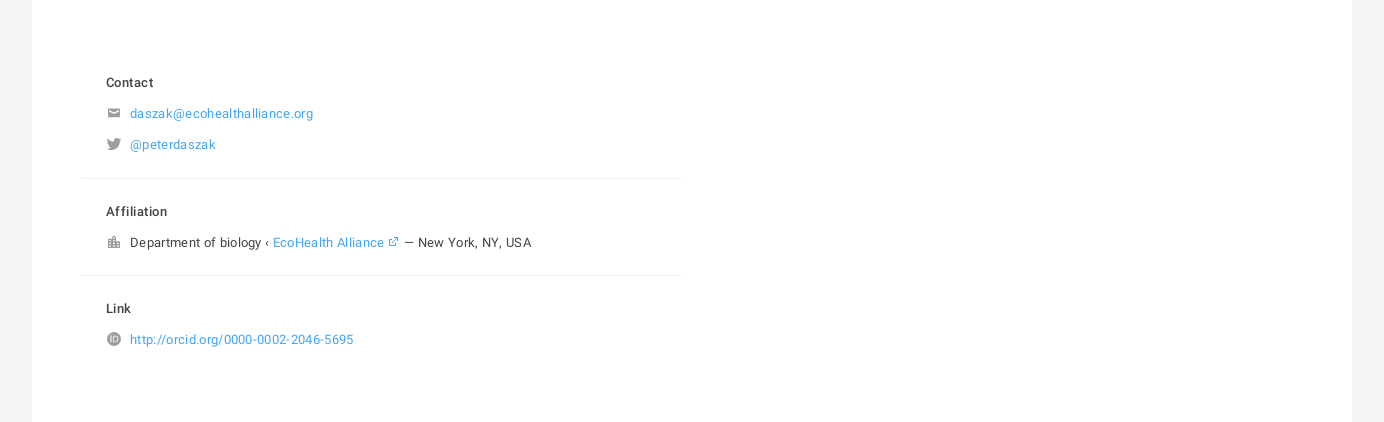 Contact
daszak@ecohealthalliance.org
@peterdaszak
Affiliation
Department of biology ‹ EcoHealth Alliance — New York, NY, USA
Link
http://orcid.org/0000-0002-2046-5695